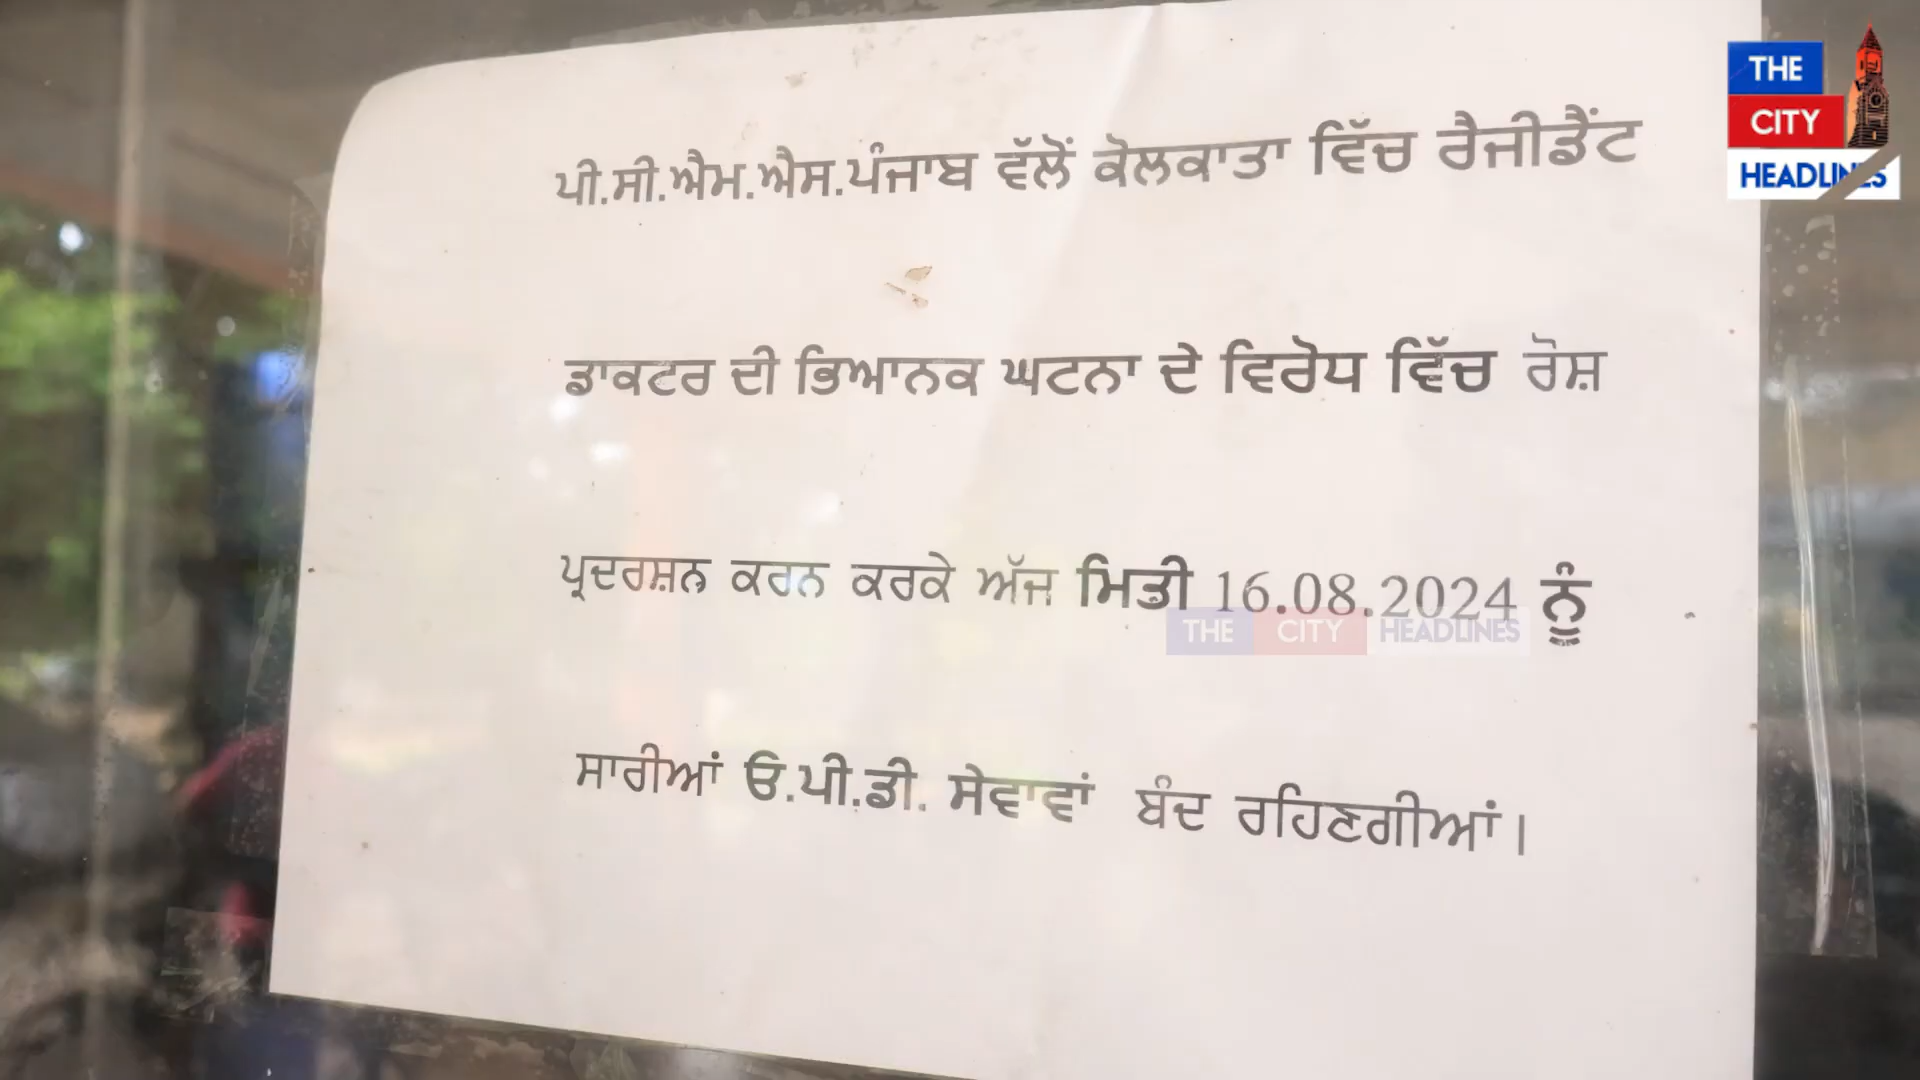 THE
CITY
HEADLINES
ਪੀ.ਸੀ.ਐਮ.ਐਸ.ਪੰਜਾਬ ਵੱਲੋਂ ਕੋਲਕਾਤਾ ਵਿੱਚ ਰੈਜੀਡੈਂਟ
ਡਾਕਟਰ ਦੀ ਭਿਆਨਕ ਘਟਨਾ ਦੇ ਵਿਰੋਧ ਵਿੱਚ ਰੋਸ਼
ਪ੍ਰਦਰਸ਼ਨ ਕਰਨ ਕਰਕੇ ਅੱਜ ਮਿਤੀ 16.08.2024 ਨੂੰ
THE CITY HEADLINES
ਸਾਰੀਆਂ ਓ.ਪੀ.ਡੀ. ਸੇਵਾਵਾਂ ਬੰਦ ਰਹਿਣਗੀਆਂ।